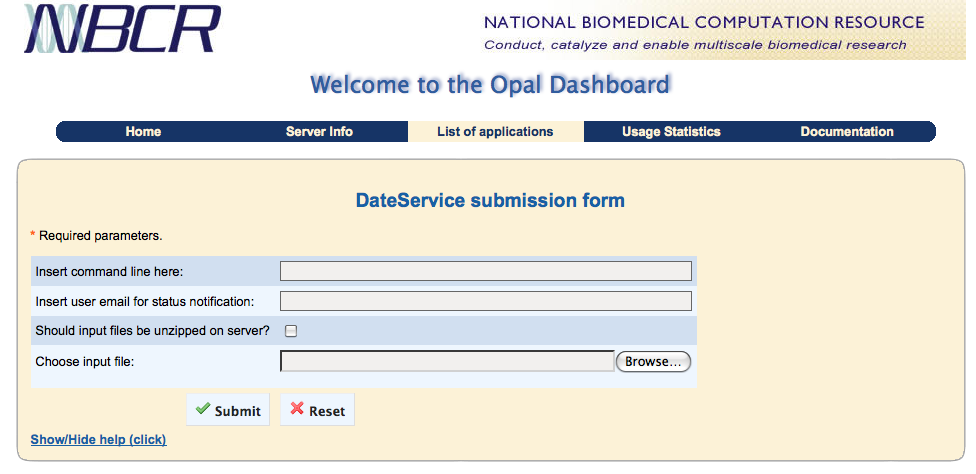 NBCR
NATIONAL BIOMEDICAL COMPUTATION RESOURCE
Conduct, catalyze and enable multiscale biomedical research
Welcome to the Opal Dashboard
Home Server Info List of applications Usage Statistics Documentation
DateService submission form
* Required parameters.
Insert command line here:
Insert user email for status notification:
Should input files be unzipped on server?
Choose input file: Browse...
Submit Reset
Show/Hide help (click)